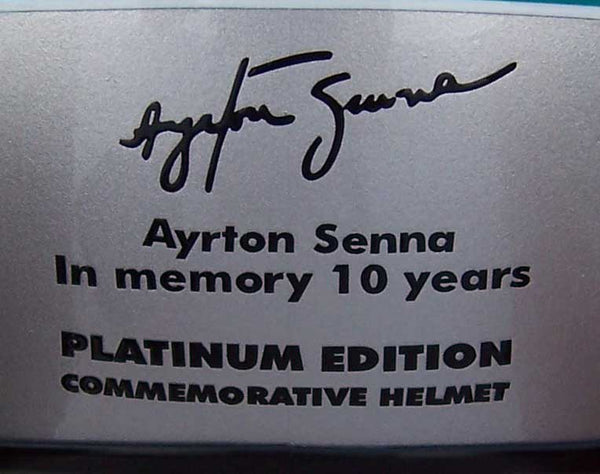 Ayrton Senna
Ayrton Senna
In memory 10 years
PLATINUM EDITION
COMMEMORATIVE HELMET